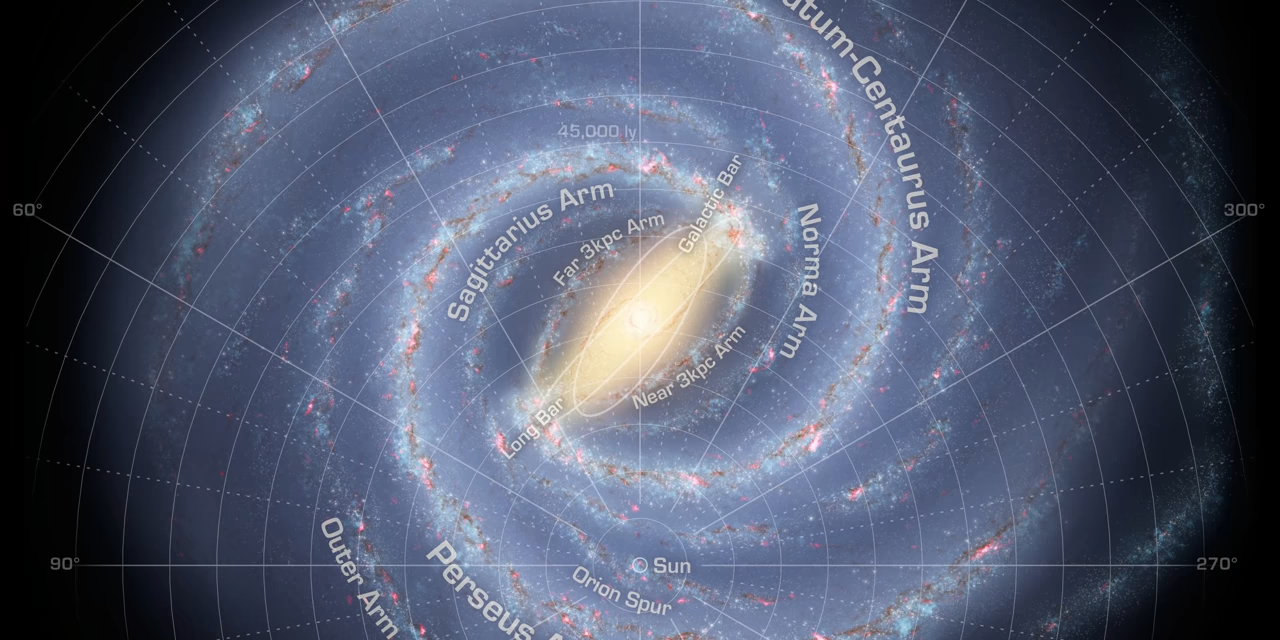 utum-Centaurus Arm
45,000 ly
Galactic Bar
Sagittarius Arm
Far 3kpc Arm
Norma Arm
60°
300°
Near 3kpc Arm
Long Bar
Outer Arm
Perseus A
90°
Sun
270°
Orion Spur